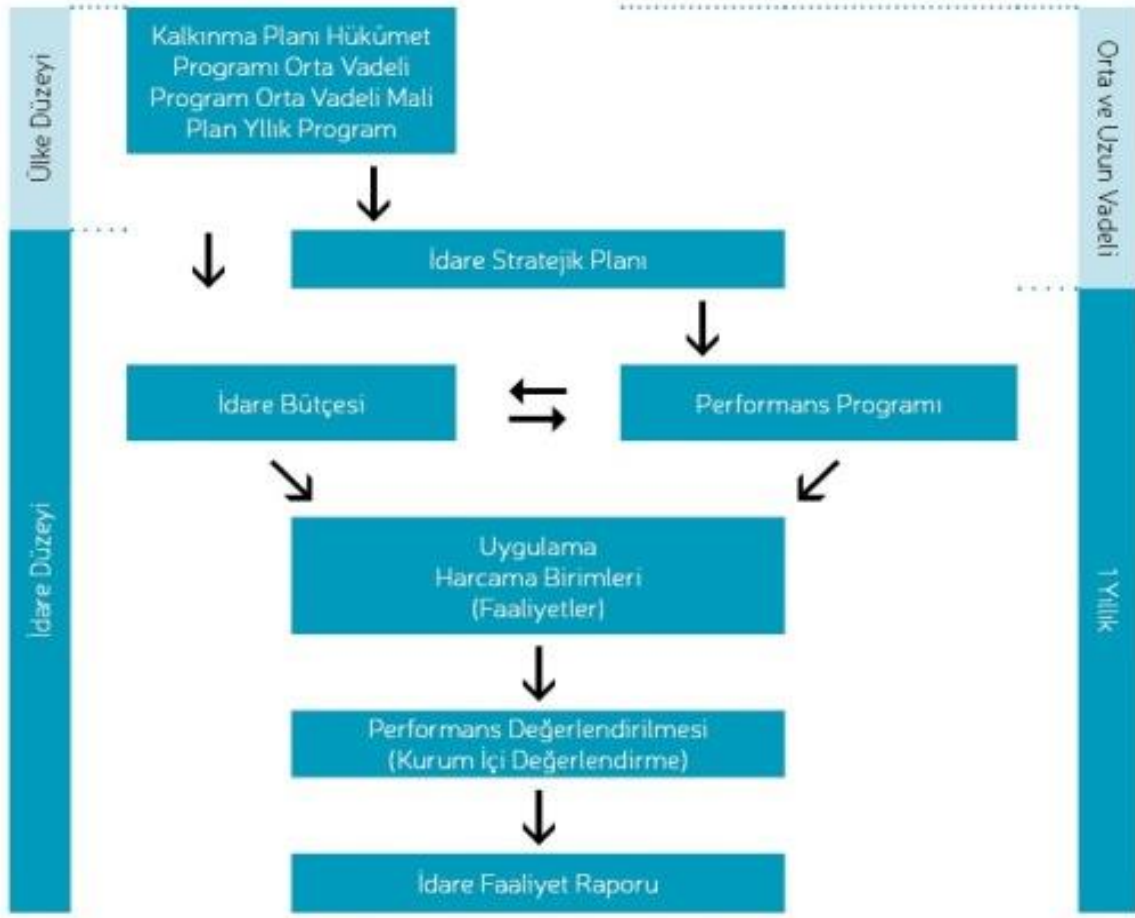 Ülke Düzeyi
Kalkınma Planı Hükümet
Programı Orta Vadeli
Program Orta Vadeli Mali
Plan Yllık Program
Orta ve Uzun Vadeli
İdare Stratejik Planı
İdare Düzeyi
İdare Bütçesi
Performans Programı
1 Yıllık
Uygulama
Harcama Birimleri
(Faaliyetler)
Performans Değerlendirilmesi
(Kurum İçi Değerlendirme)
İdare Faaliyet Raporu